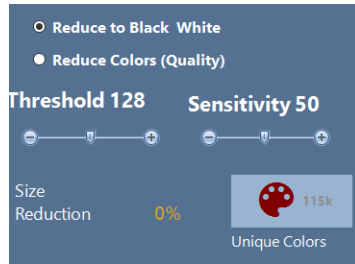 Reduce to Black White
Reduce Colors (Quality)
Threshold 128 Sensitivity 50
Size
Reduction 0%
115k
Unique Colors